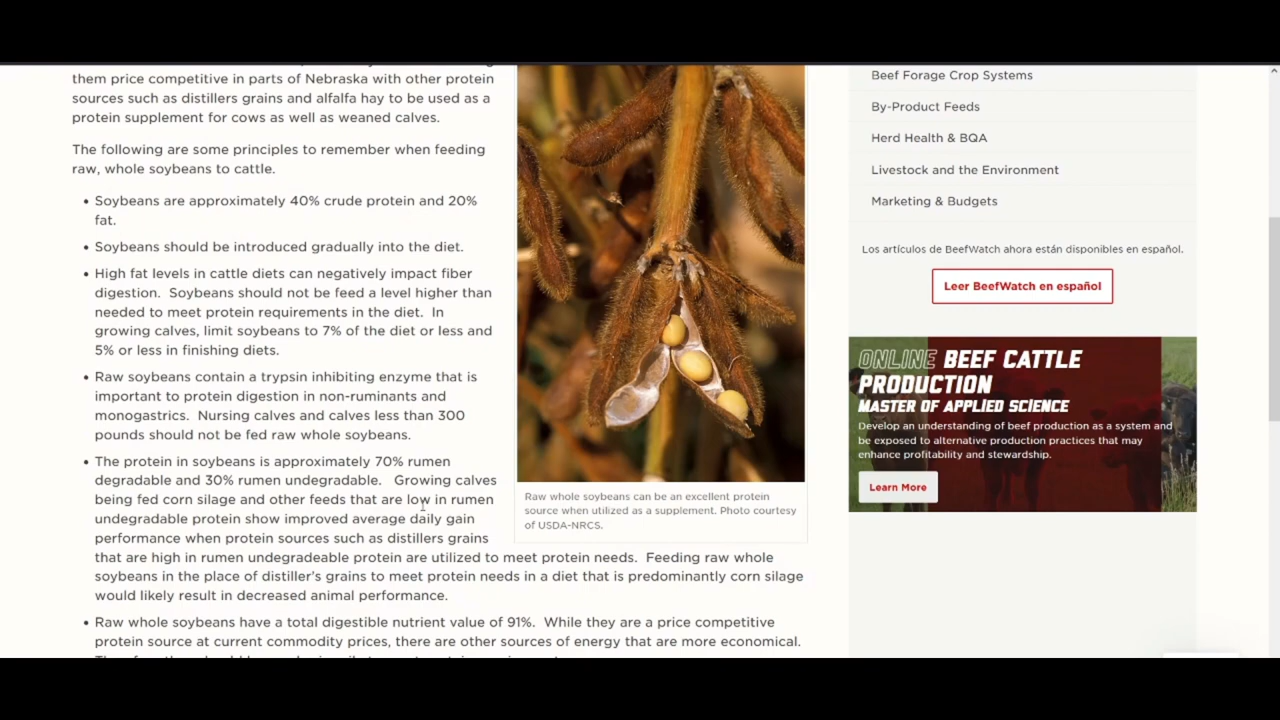 them price competitive in parts of Nebraska with other protein
sources such as distillers grains and alfalfa hay to be used as a
protein supplement for cows as well as weaned calves.
The following are some principles to remember when feeding
raw, whole soybeans to cattle.
• Soybeans are approximately 40% crude protein and 20%
fat.
• Soybeans should be introduced gradually into the diet.
• High fat levels in cattle diets can negatively impact fiber
digestion. Soybeans should not be feed a level higher than
needed to meet protein requirements in the diet. In
growing calves, limit soybeans to 7% of the diet or less and
5% or less in finishing diets.
• Raw soybeans contain a trypsin inhibiting enzyme that is
important to protein digestion in non-ruminants and
monogastrics. Nursing calves and calves less than 300
pounds should not be fed raw whole soybeans.
• The protein in soybeans is approximately 70% rumen
degradable and 30% rumen undegradable. Growing calves
being fed corn silage and other feeds that are low in rumen
undegradable protein show improved average daily gain
performance when protein sources such as distillers grains
that are high in rumen undegradeable protein are utilized to meet protein needs. Feeding raw whole
soybeans in the place of distiller's grains to meet protein needs in a diet that is predominantly corn silage
would likely result in decreased animal performance.
• Raw whole soybeans have a total digestible nutrient value of 91%. While they are a price competitive
protein source at current commodity prices, there are other sources of energy that are more economical.
Raw whole soybeans can be an excellent protein
source when utilized as a supplement. Photo courtesy
of USDA-NRCS.
Beef Forage Crop Systems
By-Product Feeds
Herd Health & BQA
Livestock and the Environment
Marketing & Budgets
Los artículos de BeefWatch ahora están disponibles en español.
Leer BeefWatch en español
ONLINE BEEF CATTLE
PRODUCTION
MASTER OF APPLIED SCIENCE
Develop an understanding of beef production as a system and
be exposed to alternative production practices that may
enhance profitability and stewardship.
Learn More